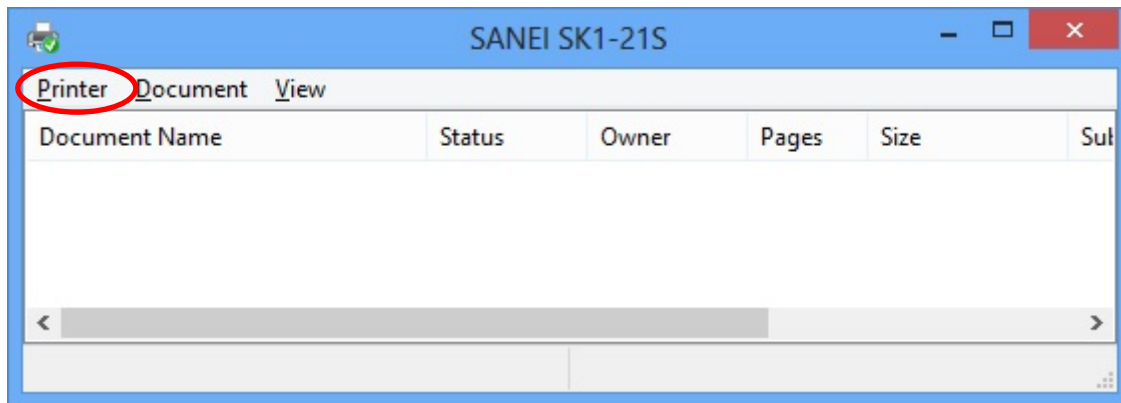 SANEI SK1-21S
Printer Document View
Document Name Status Owner Pages Size